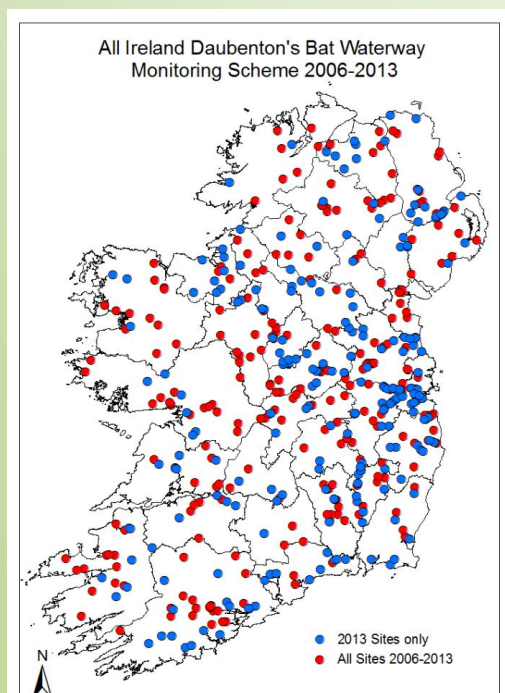 All Ireland Daubenton's Bat Waterway
Monitoring Scheme 2006-2013
2013 Sites only
All Sites 2006-2013
N